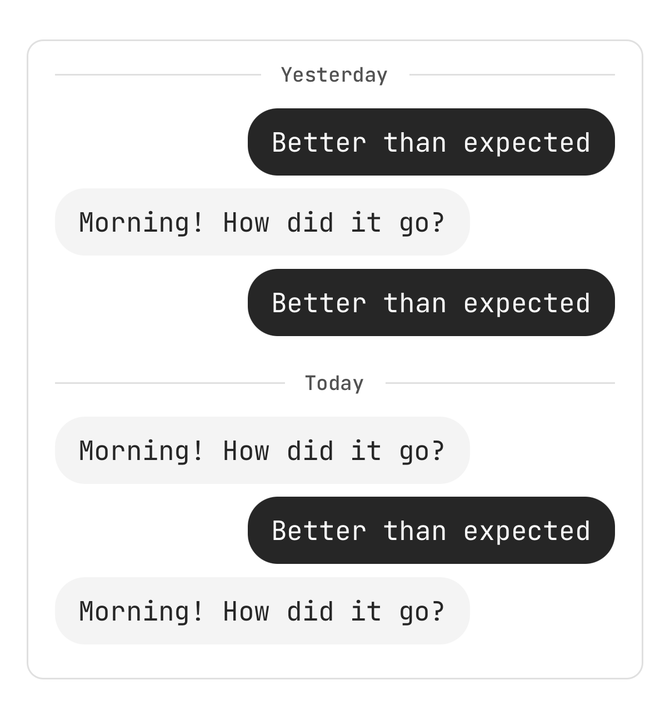 Yesterday
Better than expected
Morning! How did it go?
Better than expected
Today
Morning! How did it go?
Better than expected
Morning! How did it go?